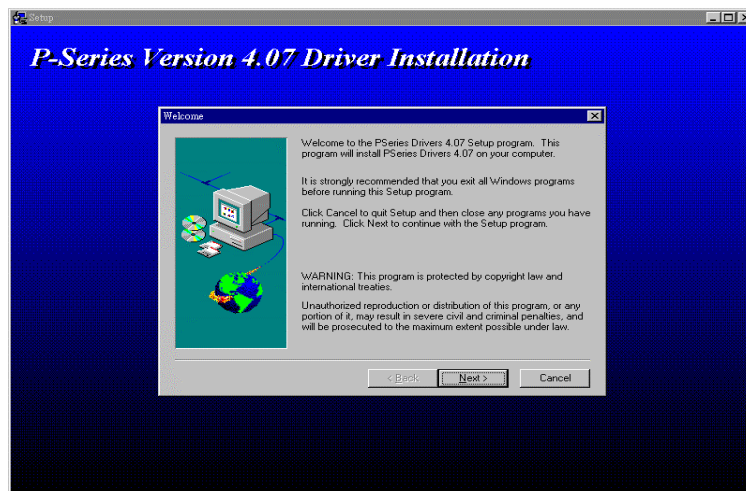 Setup
P-Series Version 4.07 Driver Installation
Welcome
Welcome to the PSeries Drivers 4.07 Setup program. This
program will install PSeries Drivers 4.07 on your computer.
It is strongly recommended that you exit all Windows programs
before running this Setup program.
Click Cancel to quit Setup and then close any programs you have
running. Click Next to continue with the Setup program.
WARNING: This program is protected by copyright law and
international treaties.
Unauthorized reproduction or distribution of this program, or any
portion of it, may result in severe civil and criminal penalties, and
will be prosecuted to the maximum extent possible under law.
< Back Next > Cancel